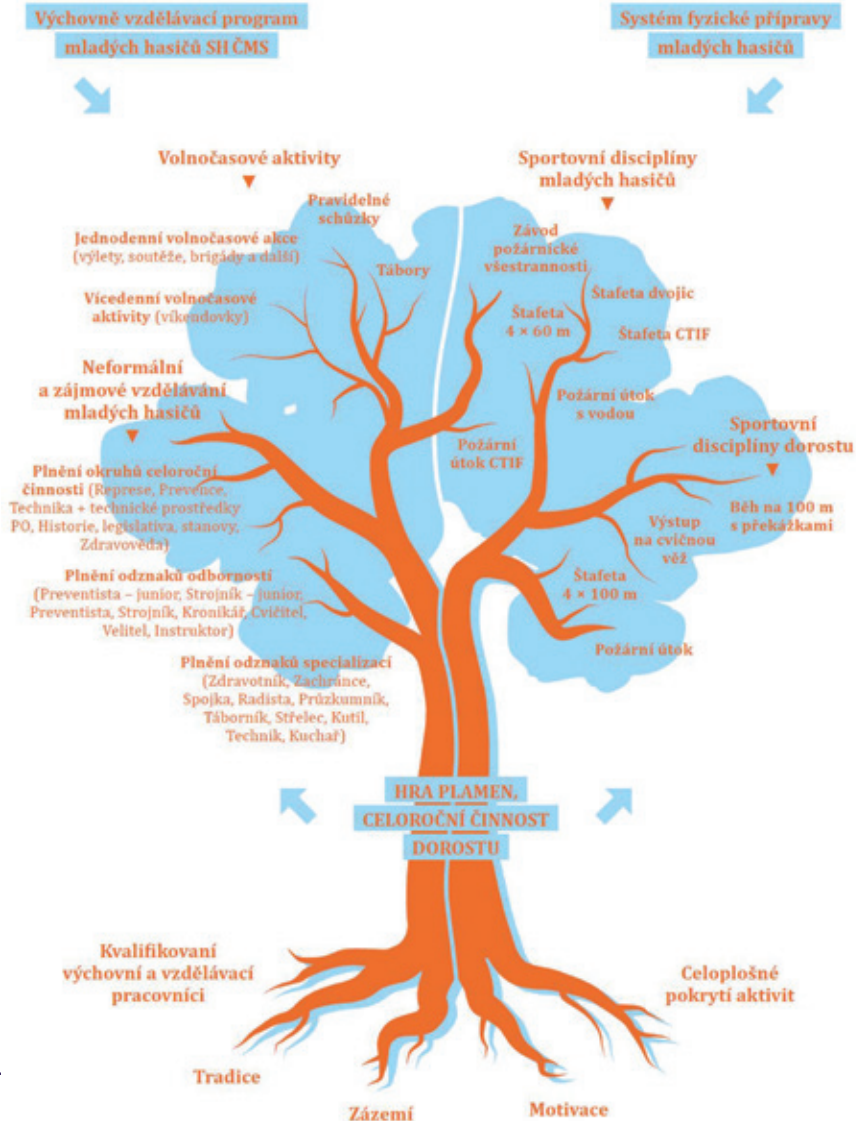 Výchovně vzdělávací program
mladých hasičů SH ČMS
Systém fyzické přípravy
mladých hasičů
Volnočasové aktivity
Pravidelné
schůzky
Jednodenní volnočasové akce
(výlety, soutěže, brigády a další)
Tábory
Vícedenní volnočasové
aktivity (víkendovky)
Neformální
a zájmové vzdělávání
mladých hasičů
Plnění okruhů celoroční
činnosti (Represe, Prevence,
Technika + technické prostředky
PO, Historie, legislativa, stanovy,
Zdravověda)
Plnění odznaků odborností
(Preventista – junior, Strojník – junior,
Preventista, Strojník, Kronikář, Cvičitel,
Velitel, Instruktor)
Plnění odznaků specializací
(Zdravotník, Zachránce,
Spojka, Radista, Průzkumník,
Táborník, Střelec, Kutil,
Technik, Kuchař)
Sportovní disciplíny
mladých hasičů
Závod
požárnické
všestrannosti
Štafeta dvojic
Štafeta
4 × 60 m
Štafeta CTIF
Požární útok
s vodou
Požární
útok CTIF
Sportovní
disciplíny dorostu
Běh na 100 m
s překážkami
Výstup
na cvičnou
věž
Štafeta
4 × 100 m
Požární útok
HRA PLAMEN,
CELOROČNÍ ČINNOST
DOROSTU
Kvalifikovaní
výchovní a vzdělávací
pracovníci
Celoplošné
pokrytí aktivit
Tradice
Zázemí
Motivace